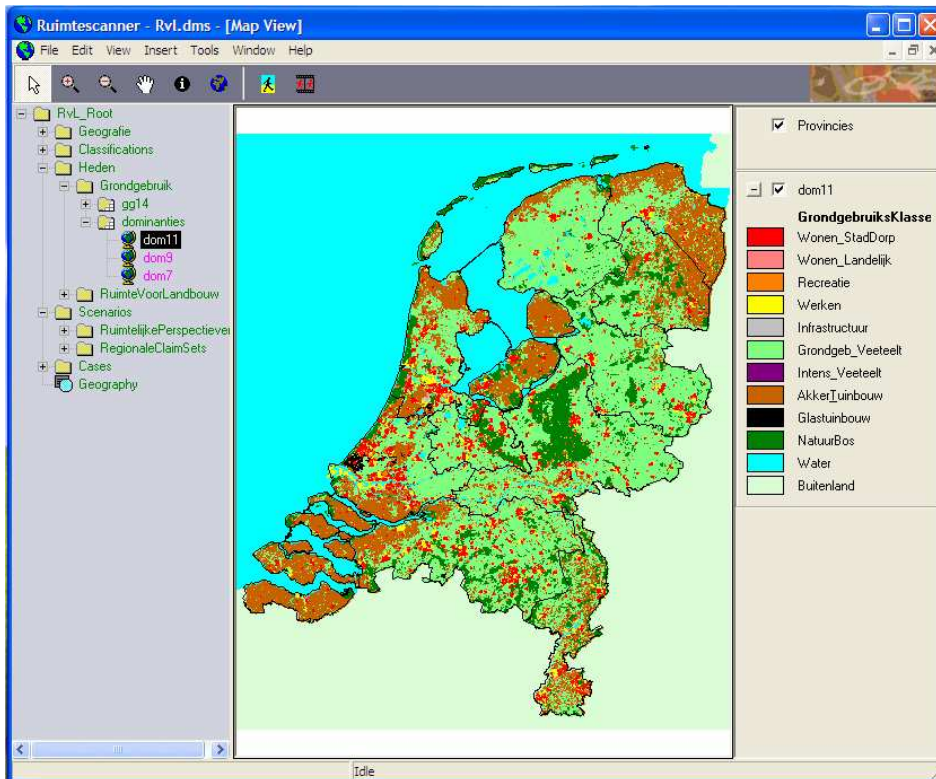 Ruimtescanner - RvL.dms - [Map View]
File Edit View Insert Tools Window Help
RvL_Root
Geografie
Classifications
Heden
Grondgebruik
gg14
dominanties
dom11
dom9
dom7
RuimteVoorLandbouw
Scenarios
RuimtelijkePerspectieve
RegionaleClaimSets
Cases
Geography
Provincies
dom11
GrondgebruiksKlasse
Wonen_StadDorp
Wonen_Landelijk
Recreatie
Werken
Infrastructuur
Grondgeb_Veeteelt
Intens_Veeteelt
AkkerTuinbouw
Glastuinbouw
NatuurBos
Water
Buitenland
Idle